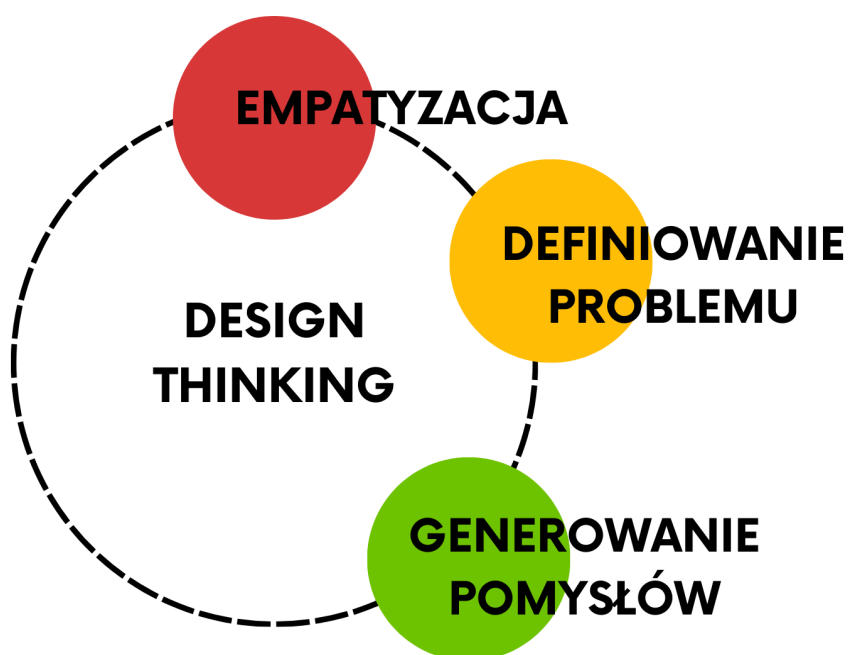 EMPATYZACJA
DEFINIOWANIE
PROBLEMU
DESIGN
THINKING
GENEROWANIE
POMYSŁÓW